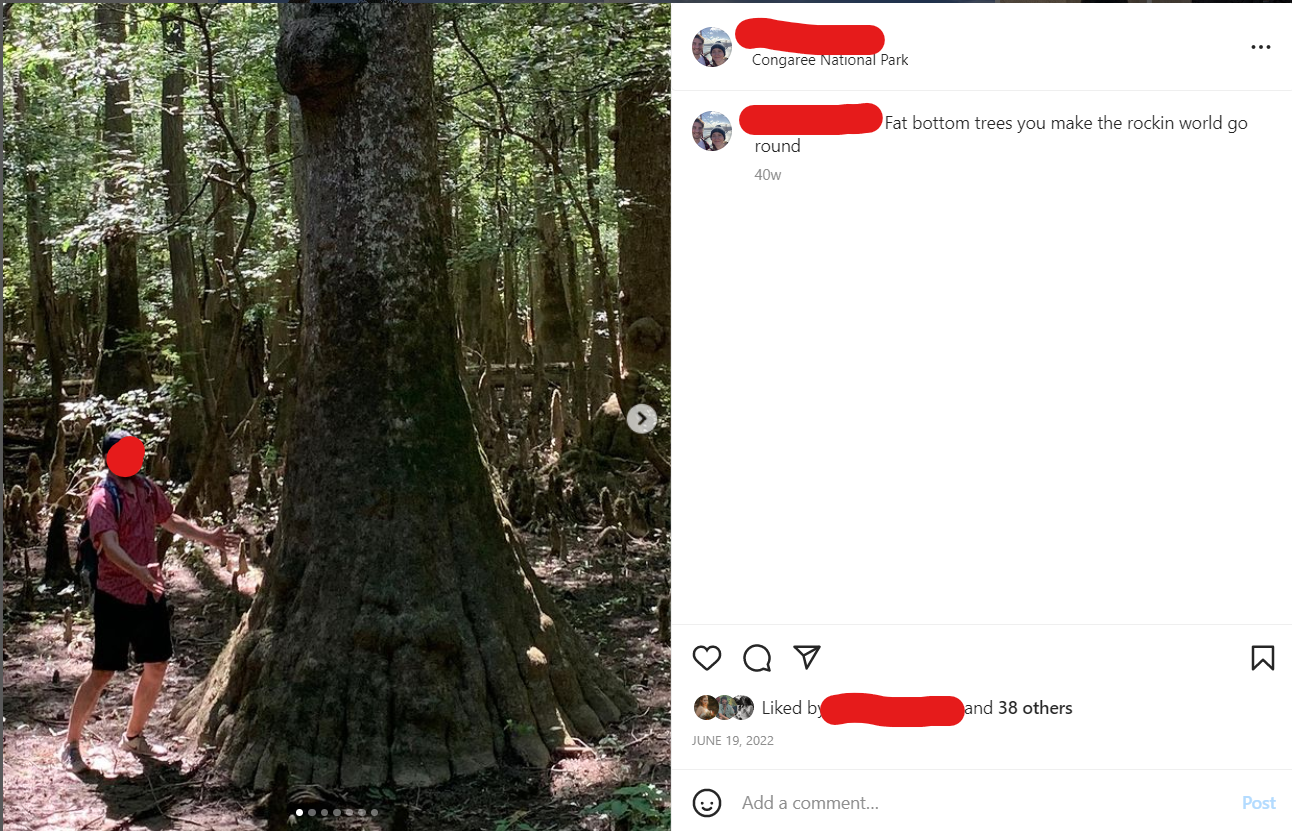 Congaree National Park
Fat bottom trees you make the rockin world go
round
40w
Liked by and 38 others
JUNE 19, 2022
Add a comment...
Post